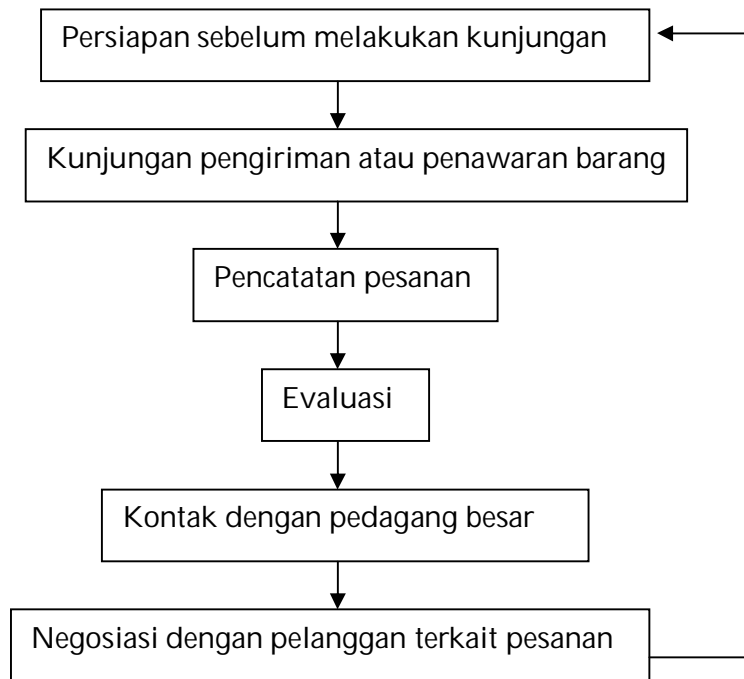 Persiapan sebelum melakukan kunjungan
Kunjungan pengiriman atau penawaran barang
Pencatatan pesanan
Evaluasi
Kontak dengan pedagang besar
Negosiasi dengan pelanggan terkait pesanan